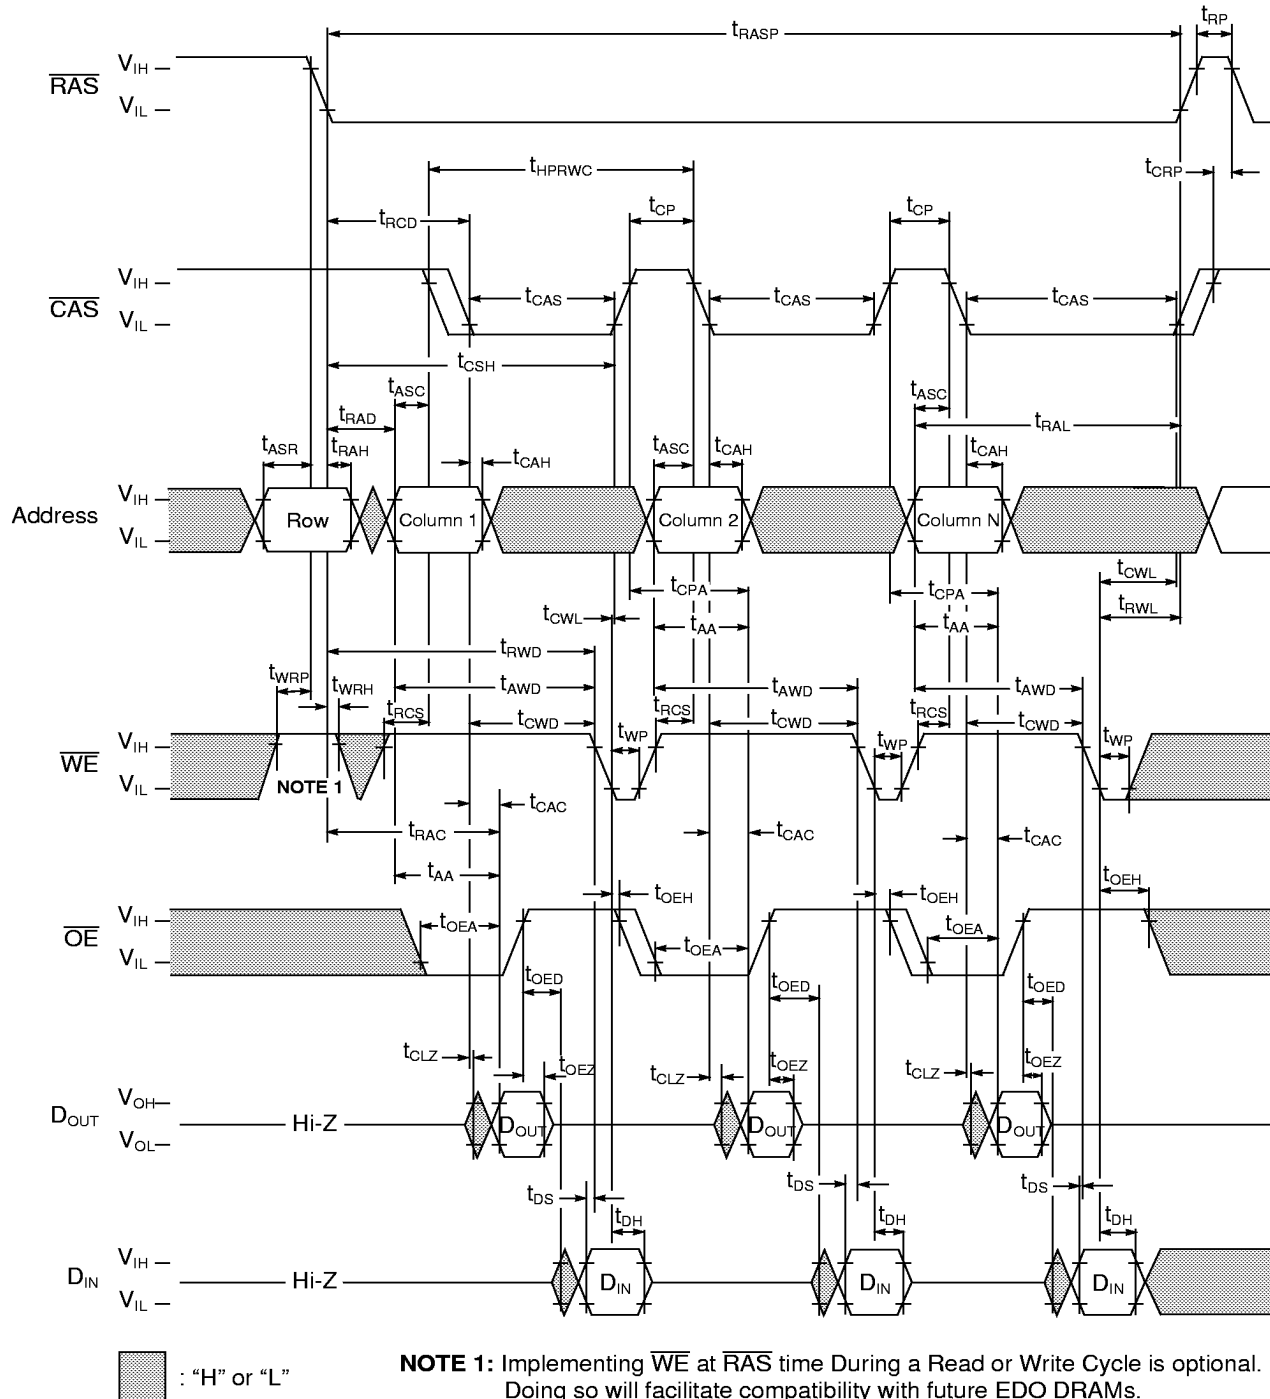 tRASP
tRP
RAS
VIH
VIL
tHPRWC
tCRP
tCP
tCP
tRCD
CAS
VIH
VIL
tCAS
tCAS
tCAS
tCSH
tASC
tASC
tRAD
tRAL
tASR
tRAH
tCAH
tASC
tCAH
tCAH
Address
VIH
VIL
Row
Column 1
Column 2
Column N
tCPA
tCPA
tCWL
tCWL
tAA
tAA
tRWL
tRWD
tWRP
tWRH
tAWD
tAWD
tAWD
tRCS
tCWD
tCWD
tRCS
tCWD
WE
VIH
VIL
tWP
tWP
tWP
NOTE 1
tCAC
tRAC
tCAC
tCAC
tAA
tOEH
tOEH
tOEH
OE
VIH
VIL
tOEA
tOEA
tOEA
tOED
tOED
tOED
tCLZ
tOEZ
tCLZ
tOEZ
tCLZ
tOEZ
DOUT
VOH
VOL
Hi-Z
DOUT
DOUT
DOUT
tDS
tDH
tDS
tDH
tDS
tDH
DIN
VIH
VIL
Hi-Z
DIN
DIN
DIN
: “H” or “L”
NOTE 1: Implementing WE at RAS time During a Read or Write Cycle is optional.
Doing so will facilitate compatibility with future EDO DRAMs.